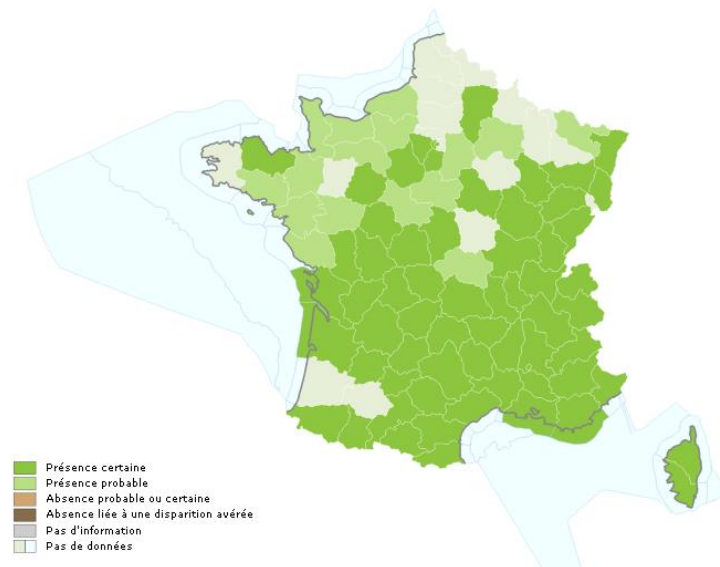 Présence certaine
Présence probable
Absence probable ou certaine
Absence liée à une disparition avérée
Pas d'information
Pas de données